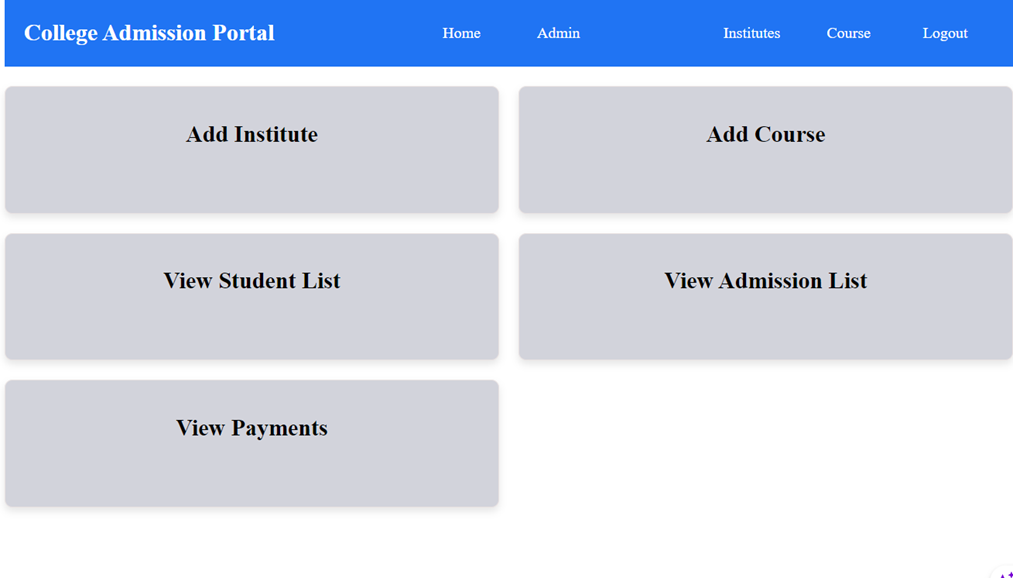 College Admission Portal Home Admin Institutes Course Logout
Add Institute Add Course
View Student List View Admission List
View Payments